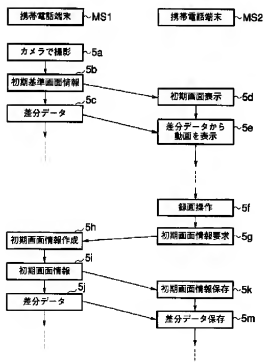 携帯電話端末 MS1 携帯電話端末 MS2
カメラで撮影 5a
初期基準画面情報 5b
差分データ 5c
初期画面表示 5d
差分データから 5e
動画を表示
録画操作 5f
初期画面情報要求 5g
初期画面情報作成 5h
初期画面情報 5i
差分データ 5j
初期画面情報保存 5k
差分データ保存 5m